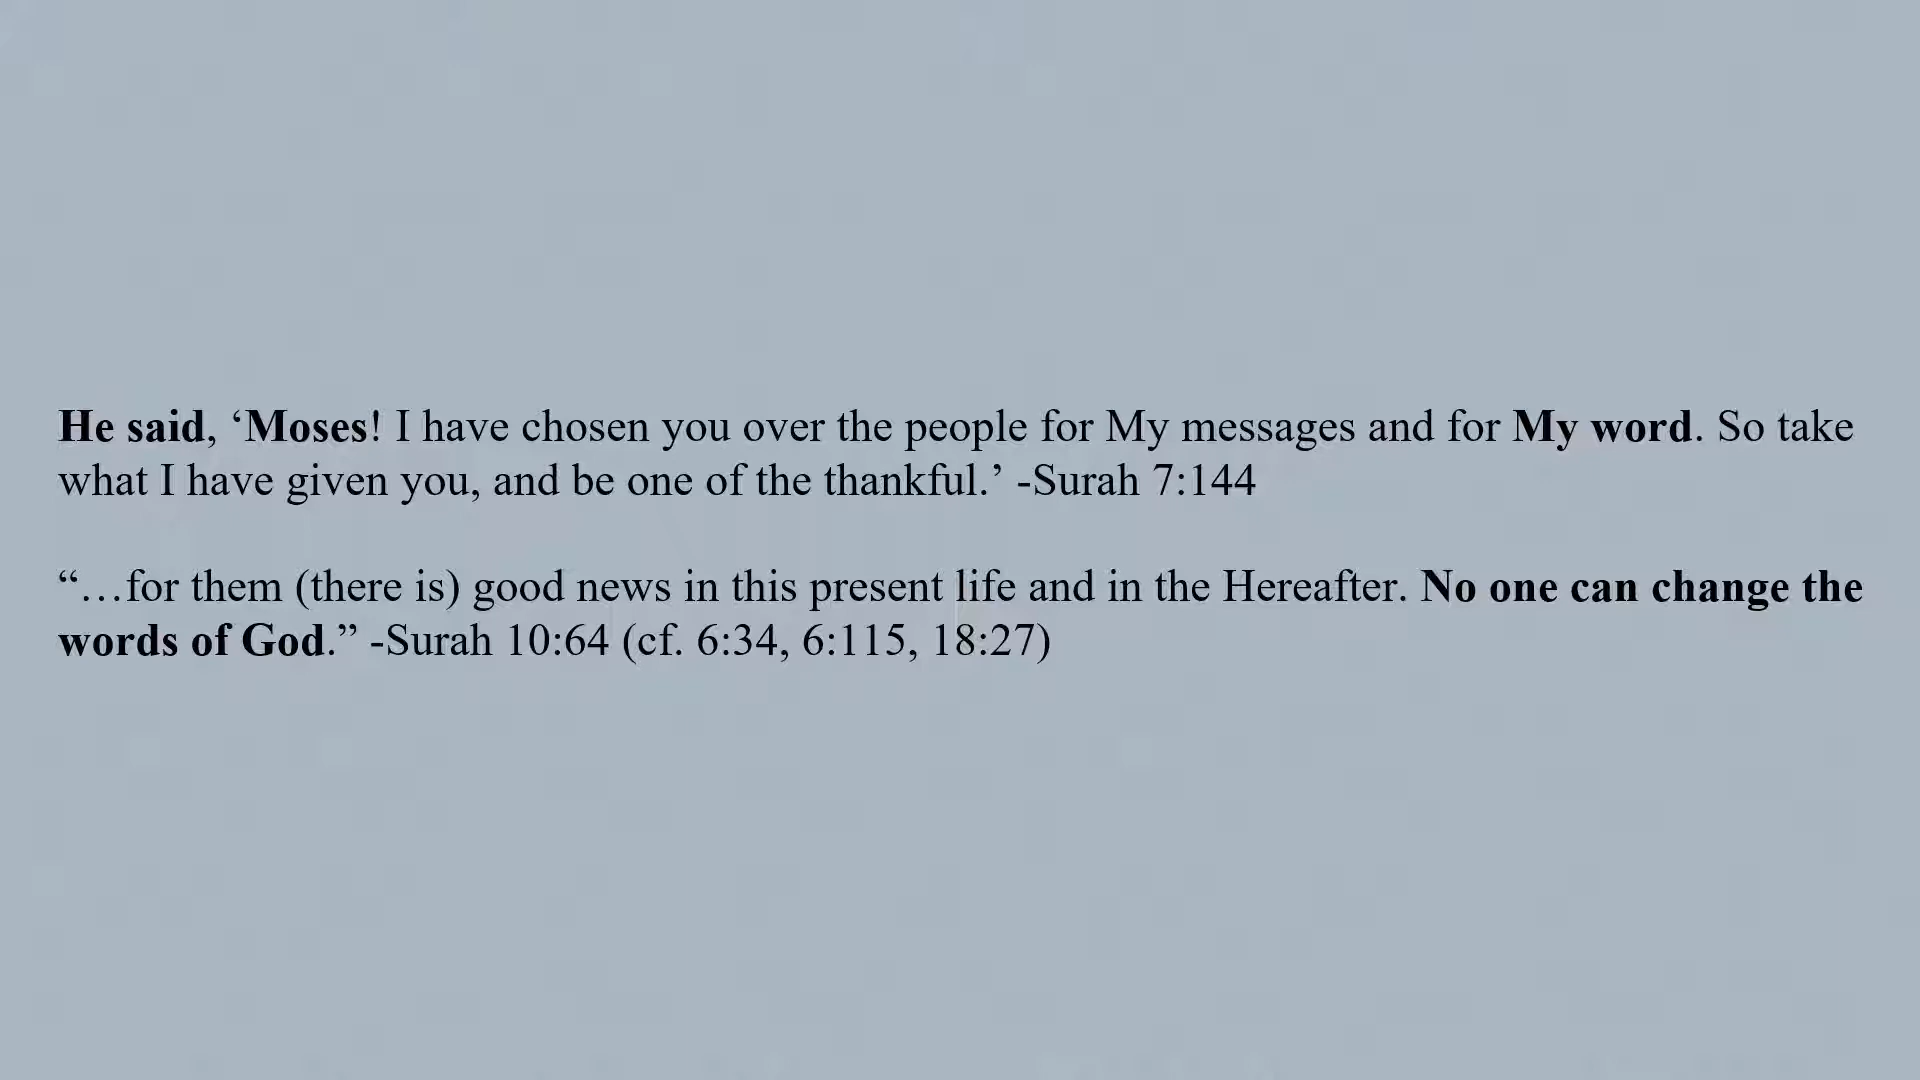 He said, ‘Moses! I have chosen you over the people for My messages and for My word. So take
what I have given you, and be one of the thankful.’ -Surah 7:144
“…for them (there is) good news in this present life and in the Hereafter. No one can change the
words of God.” -Surah 10:64 (cf. 6:34, 6:115, 18:27)